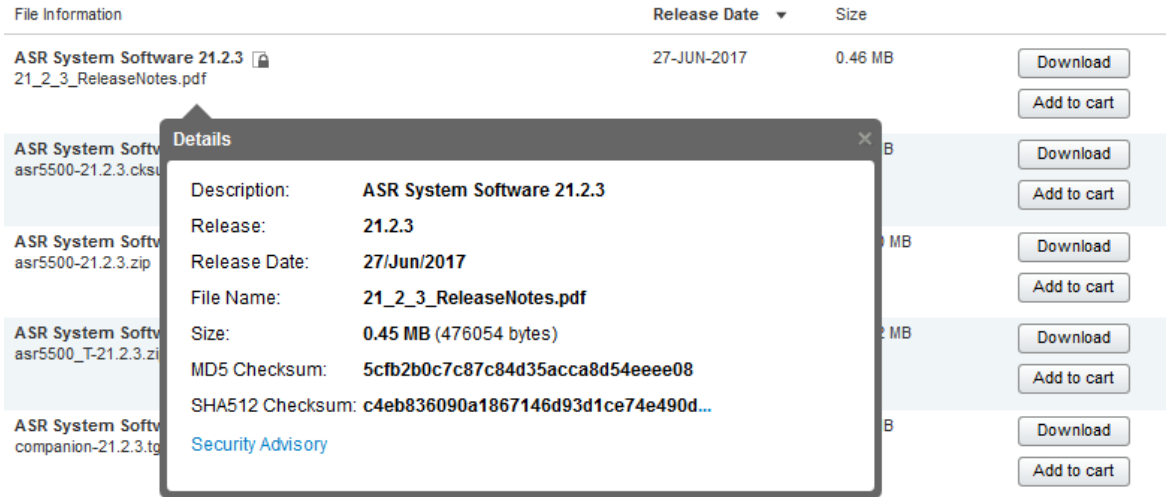 File Information Release Date Size
ASR System Software 21.2.3 27-JUN-2017 0.46 MB Download
21_2_3_ReleaseNotes.pdf
Add to cart
Details
ASR System Softw B Download
asr5500-21.2.3.cksu
Add to cart
Description: ASR System Software 21.2.3
Release: 21.2.3
ASR System Softw MB Download
asr5500-21.2.3.zip
Release Date: 27/Jun/2017
Add to cart
File Name: 21_2_3_ReleaseNotes.pdf
ASR System Softw MB Download
Size: 0.45 MB (476054 bytes)
asr5500_T-21.2.3.zi
MD5 Checksum: 5cfb2b0c7c87c84d35acca8d54eeee08
Add to cart
SHA512 Checksum: c4eb836090a1867146d93d1ce74e490d...
ASR System Softw B Download
companion-21.2.3.tg
Security Advisory
Add to cart